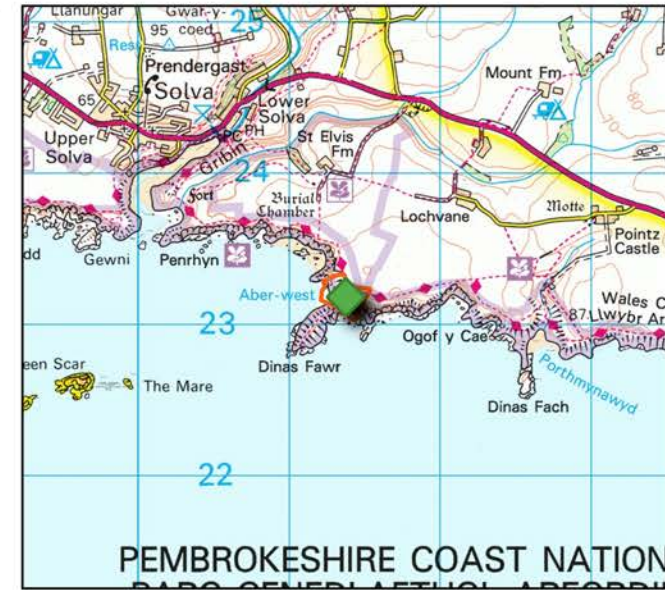 Llanungar
Gwar-y-
coed
25
95
Res
Prendergast
Solva
Mount Fm
65
Lower
Solva
PH
PC
Upper
Solva
St Elvis
Fm
Gribin
24
Fort
Burial
Chamber
Lochvane
Motte
Pointz
Castle
dd
Gewni
Penrhyn
Aber-west
Wales C
87
Llwybr Ar
23
Ogof y Cae
Porthmynawyd
een Scar
The Mare
Dinas Fawr
Dinas Fach
22
PEMBROKESHIRE COAST NATION